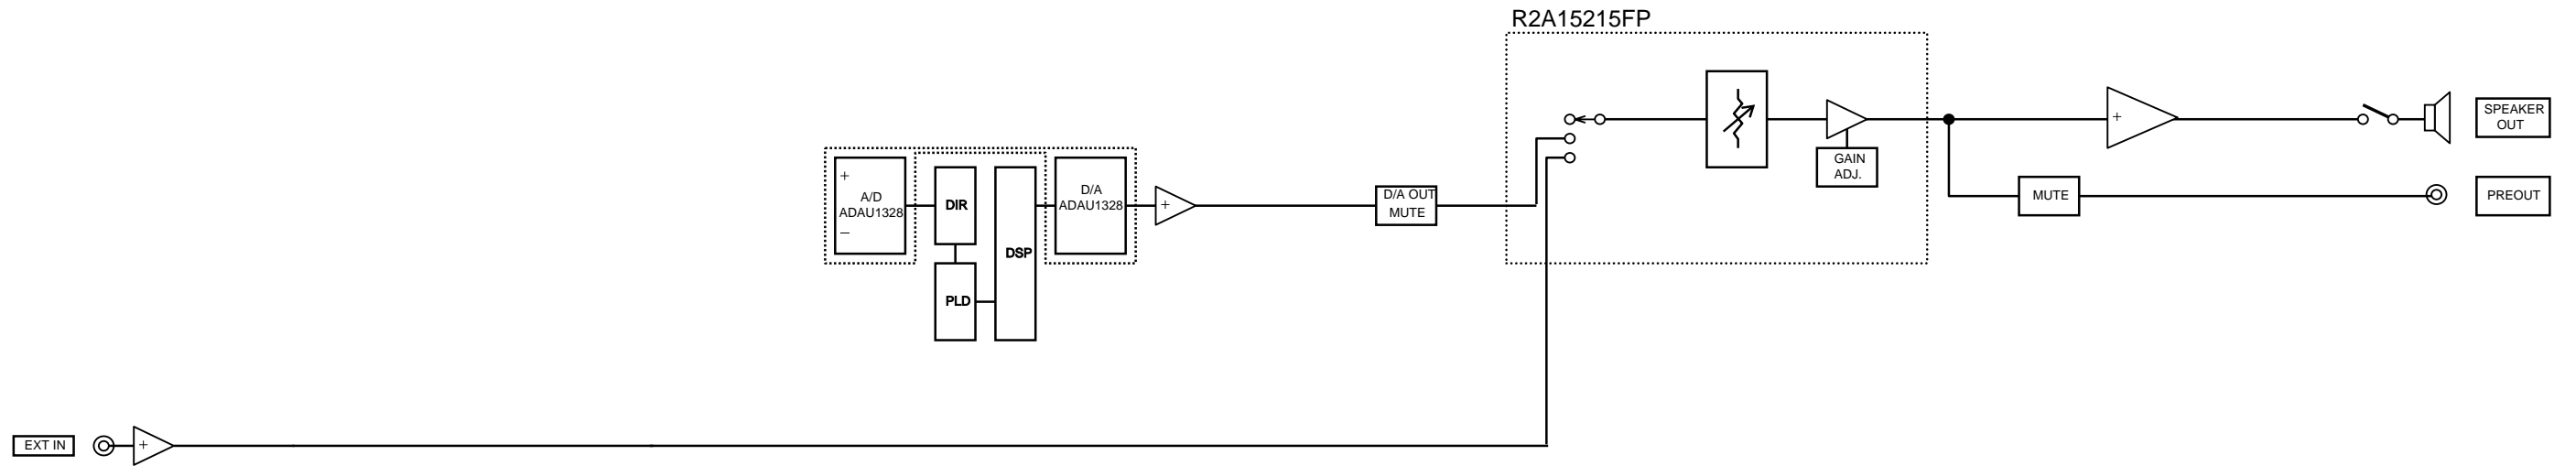 R2A15215FP
SPEAKER
OUT
+
GAIN
ADJ.
+
A/D
ADAU1328
−
DIR
D/A
ADAU1328
+
D/A OUT
MUTE
MUTE
PREOUT
DSP
PLD
EXT IN
+